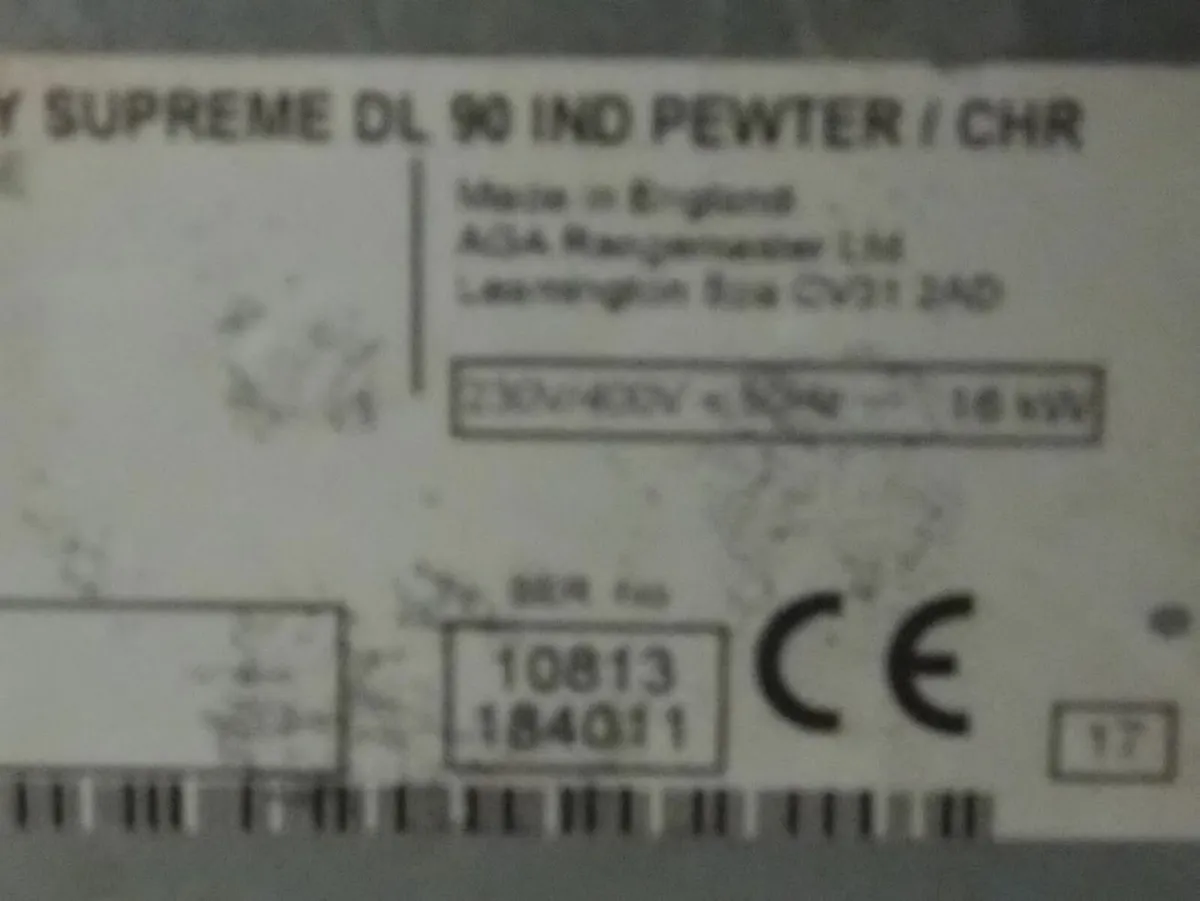 Y SUPREME DL 90 IND PEWTER / CHR
Made in England
AGA Rangemaster Ltd
Leamington Spa CV31 2AD
230V/400V ~ 50Hz 16 kW
SER No
10813
184011
CE
17